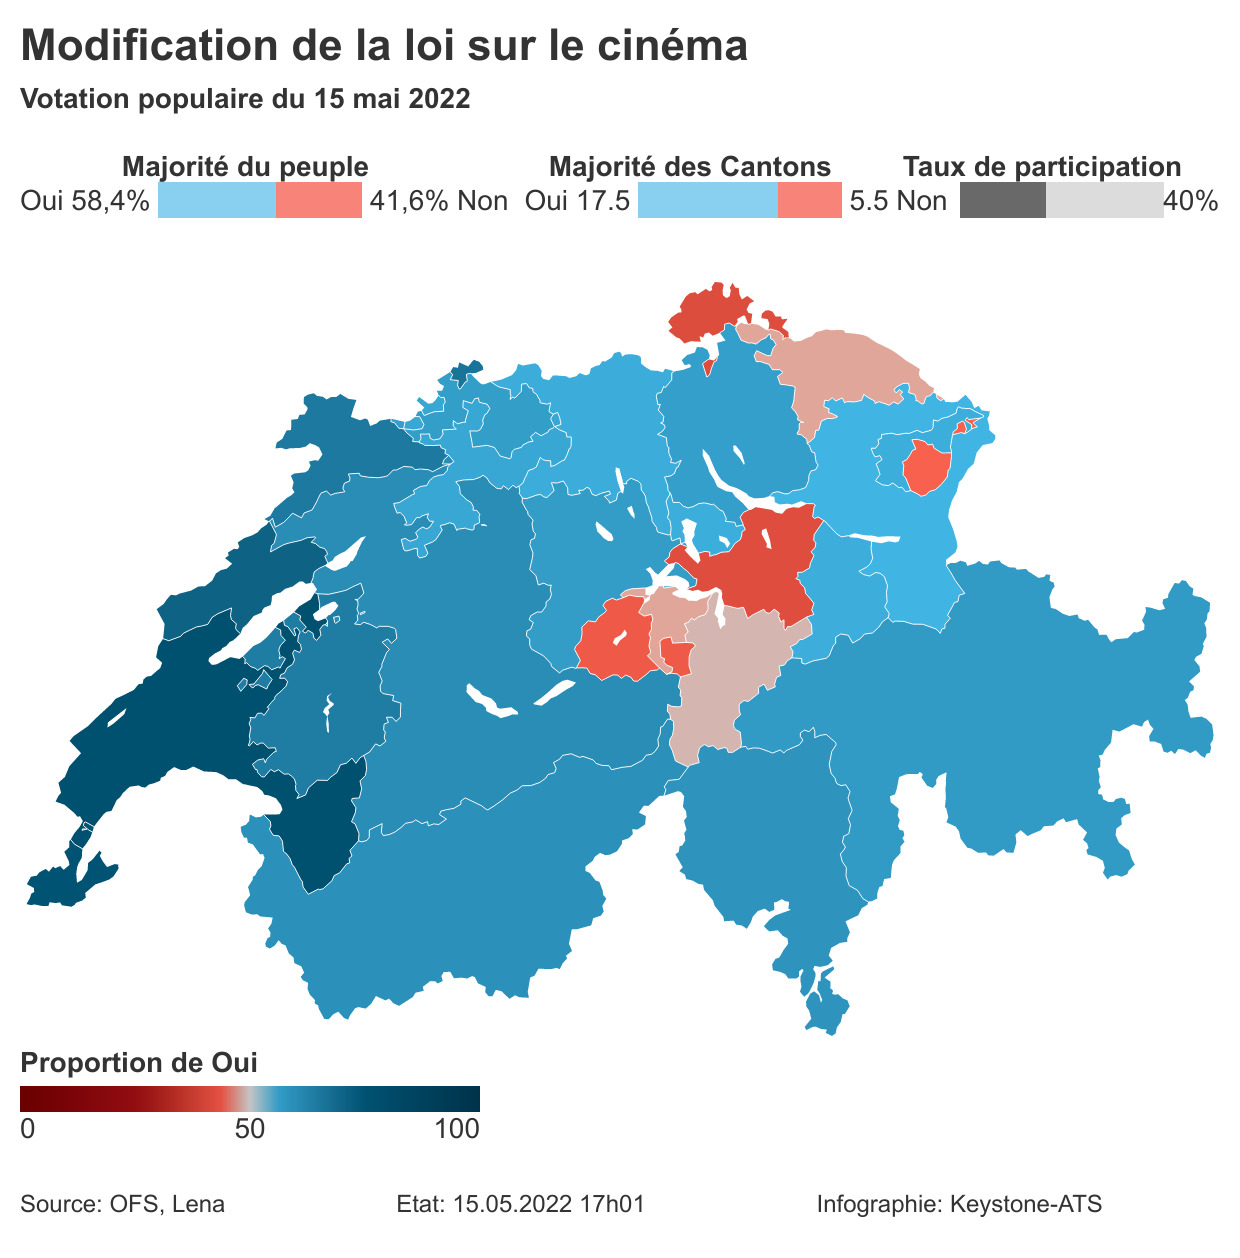 Modification de la loi sur le cinéma
Votation populaire du 15 mai 2022
Majorité du peuple
Oui 58,4% 41,6% Non
Majorité des Cantons
Oui 17.5 5.5 Non
Taux de participation
40%
Proportion de Oui
0 50 100
Source: OFS, Lena Etat: 15.05.2022 17h01 Infographie: Keystone-ATS